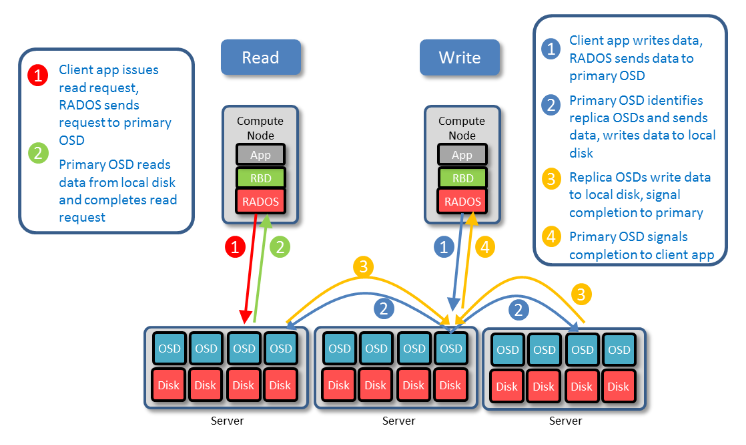 Read
Write
1
Client app issues
read request,
RADOS sends
request to primary
OSD
2
Primary OSD reads
data from local disk
and completes read
request
1
Client app writes data,
RADOS sends data to
primary OSD
2
Primary OSD identifies
replica OSDs and sends
data, writes data to local
disk
3
Replica OSDs write data
to local disk, signal
completion to primary
4
Primary OSD signals
completion to client app
Compute
Node
App
RBD
RADOS
Compute
Node
App
RBD
RADOS
1
2
1
4
3
2
3
2
OSD OSD OSD OSD
Disk Disk Disk Disk
Server
OSD OSD OSD OSD
Disk Disk Disk Disk
Server
OSD OSD OSD OSD
Disk Disk Disk Disk
Server